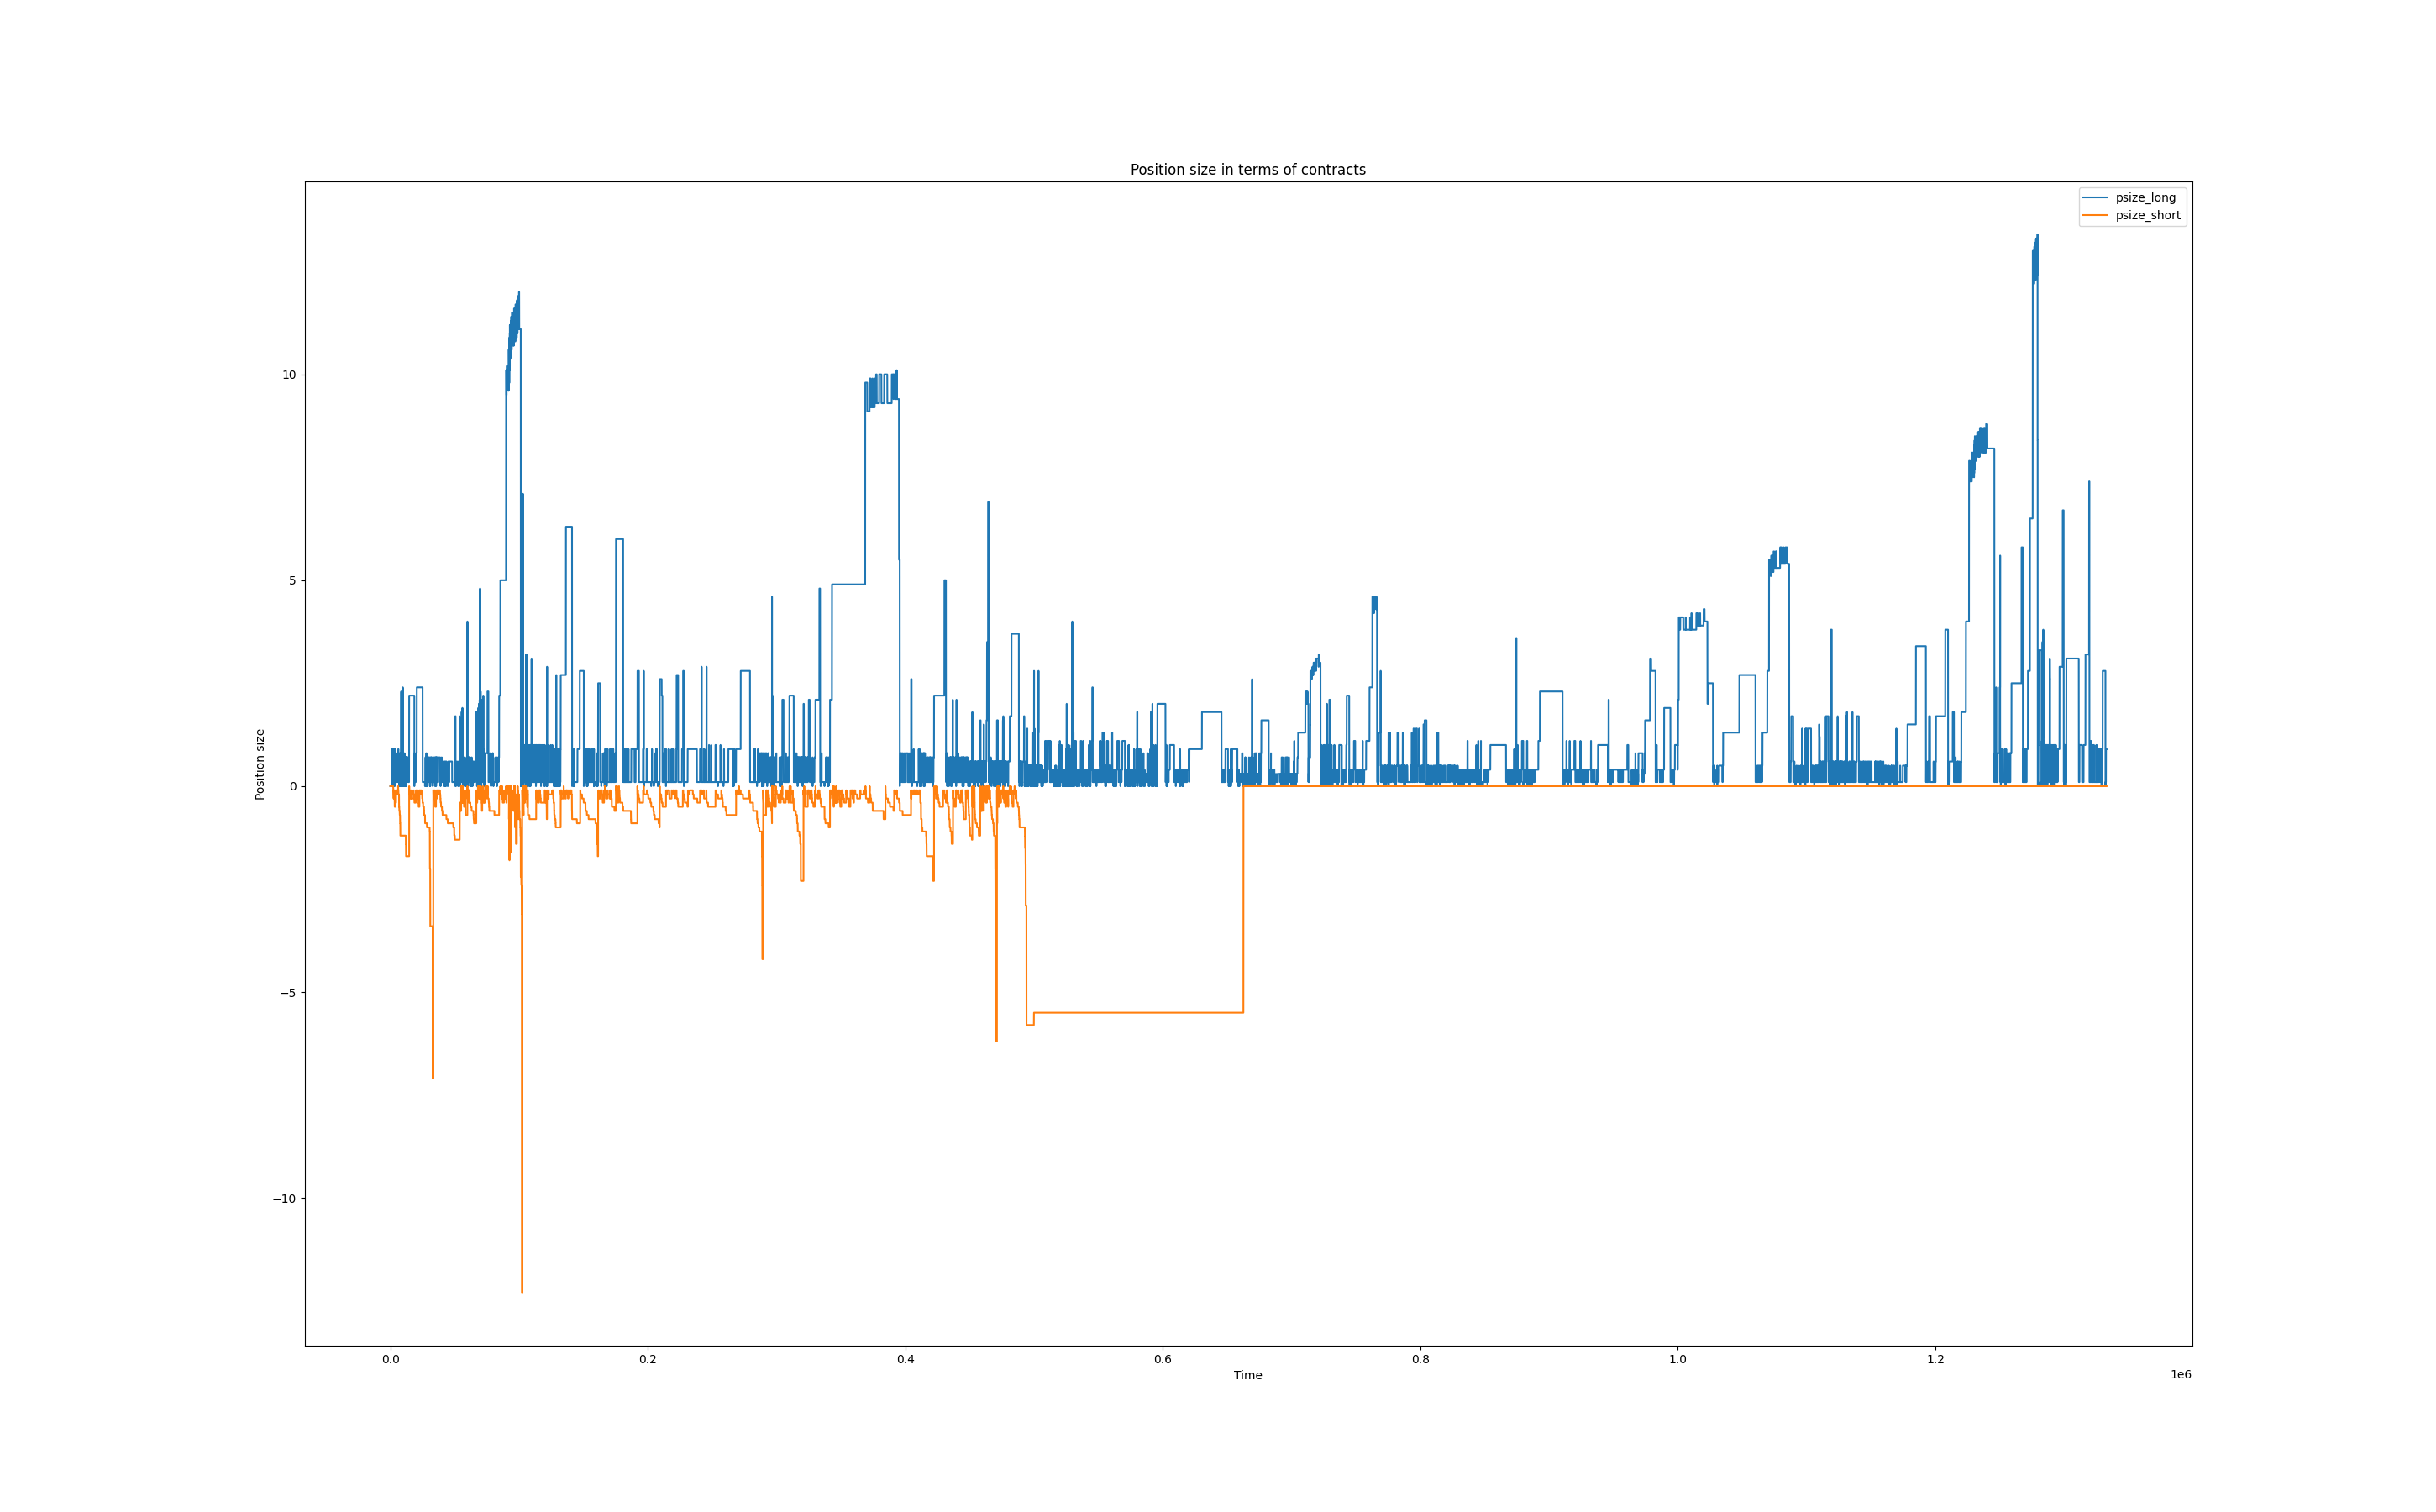 Position size in terms of contracts
psize_long
psize_short
10
5
0
−5
−10
Position size
0.0
0.2
0.4
0.6
0.8
1.0
1.2
1e6
Time